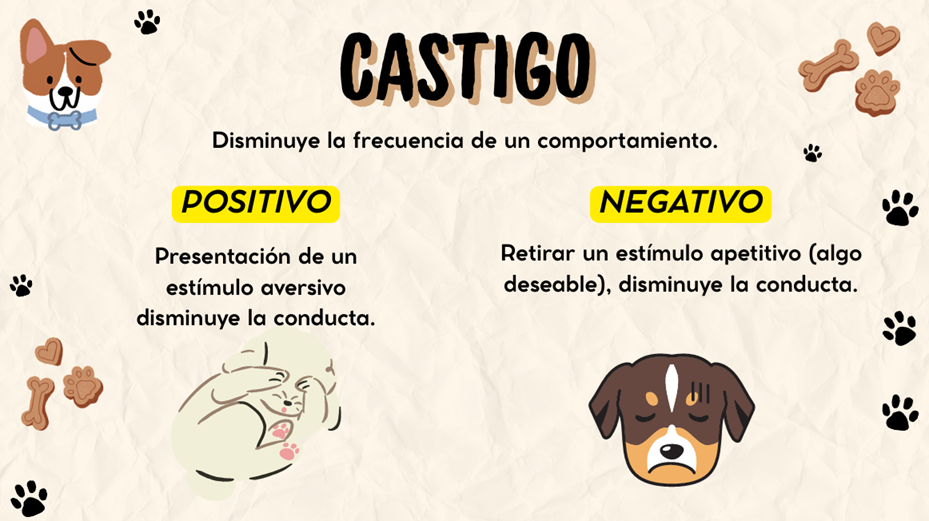 CASTIGO
Disminuye la frecuencia de un comportamiento.
POSITIVO
Presentación de un
estímulo aversivo
disminuye la conducta.
NEGATIVO
Retirar un estímulo apetitivo (algo
deseable), disminuye la conducta.